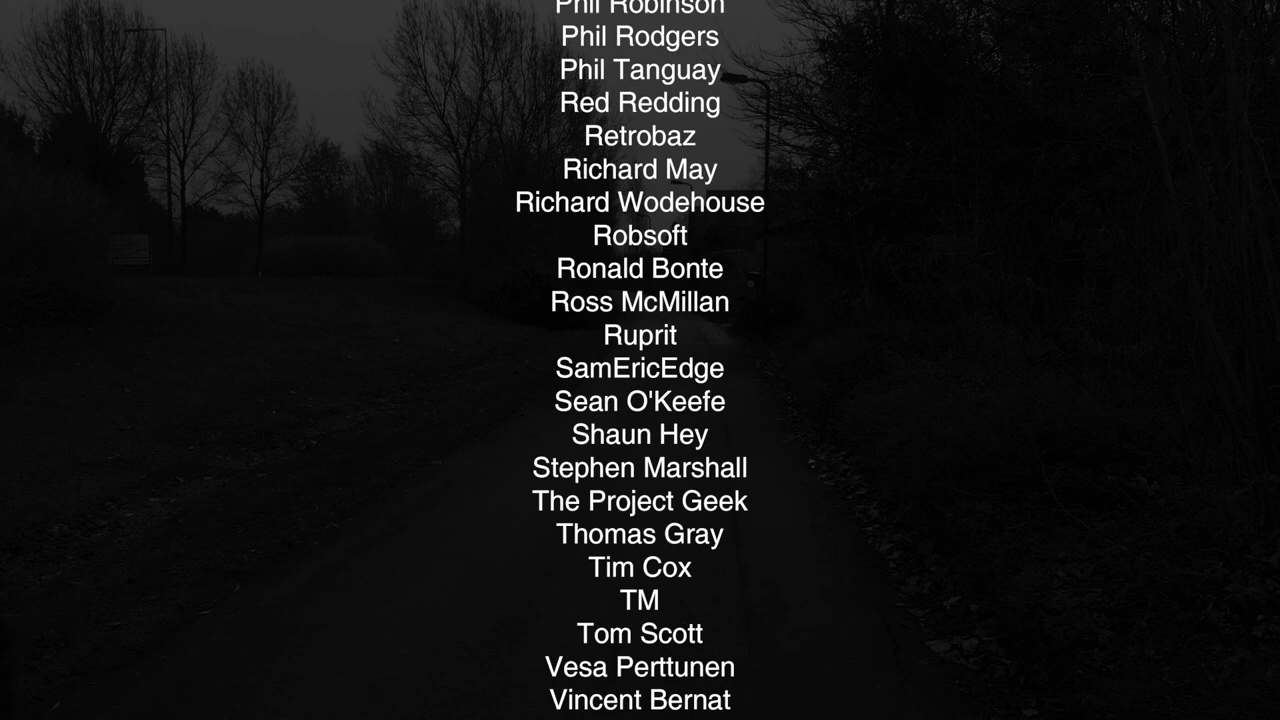 Phil Robinson
Phil Rodgers
Phil Tanguay
Red Redding
Retrobaz
Richard May
Richard Wodehouse
Robsoft
Ronald Bonte
Ross McMillan
Ruprit
SamEricEdge
Sean O'Keefe
Shaun Hey
Stephen Marshall
The Project Geek
Thomas Gray
Tim Cox
TM
Tom Scott
Vesa Perttunen
Vincent Bernat